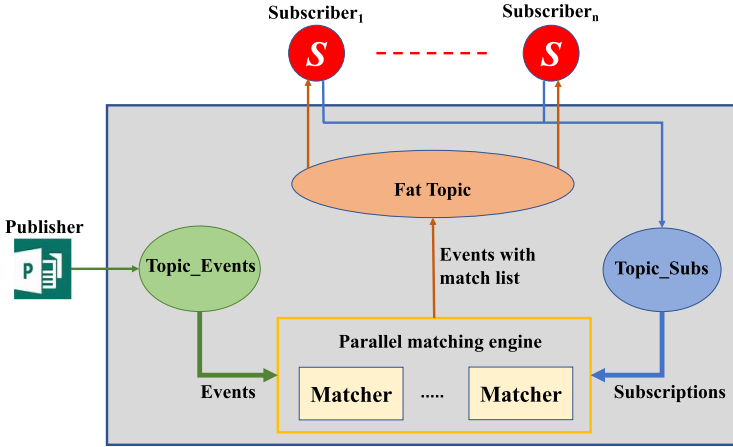 Subscriber1
Subscribern
S
S
Fat Topic
Publisher
P
Topic_Events
Events with
match list
Topic_Subs
Parallel matching engine
Matcher
.....
Matcher
Events
Subscriptions